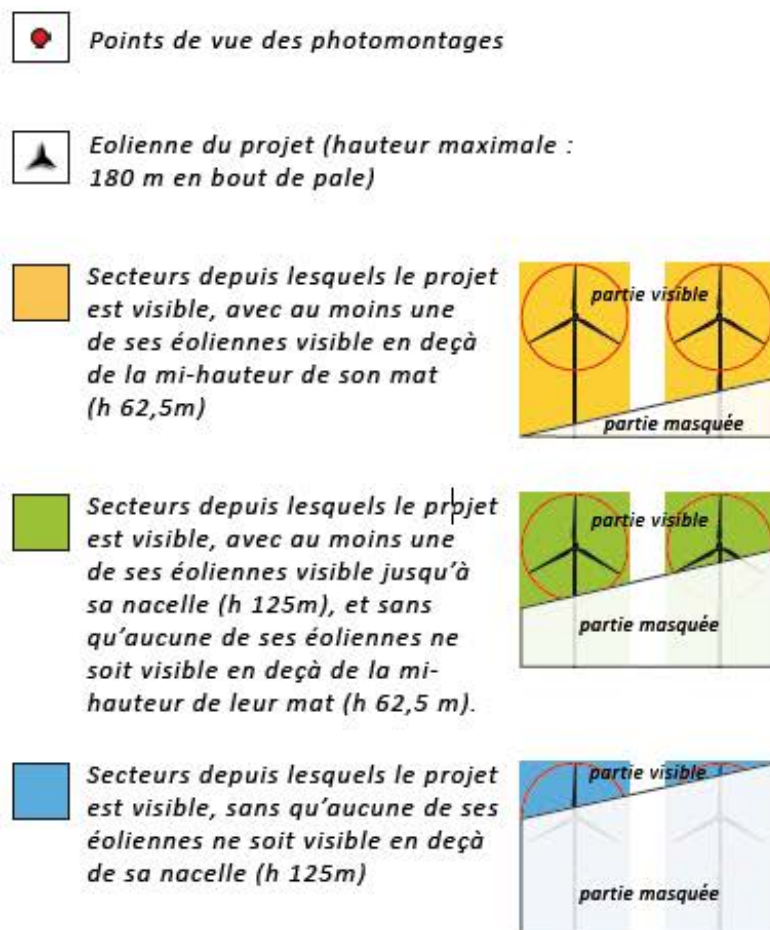 Points de vue des photomontages
Eolienne du projet (hauteur maximale :
180 m en bout de pale)
Secteurs depuis lesquels le projet
est visible, avec au moins une
de ses éoliennes visible en deçà
de la mi-hauteur de son mat
(h 62,5m)
partie visible
partie masquée
Secteurs depuis lesquels le projet
est visible, avec au moins une
de ses éoliennes visible jusqu'à
sa nacelle (h 125m), et sans
qu'aucune de ses éoliennes ne
soit visible en deçà de la mi-
hauteur de leur mat (h 62,5 m).
partie visible
partie masquée
Secteurs depuis lesquels le projet
est visible, sans qu'aucune de ses
éoliennes ne soit visible en deçà
de sa nacelle (h 125m)
partie visible
partie masquée